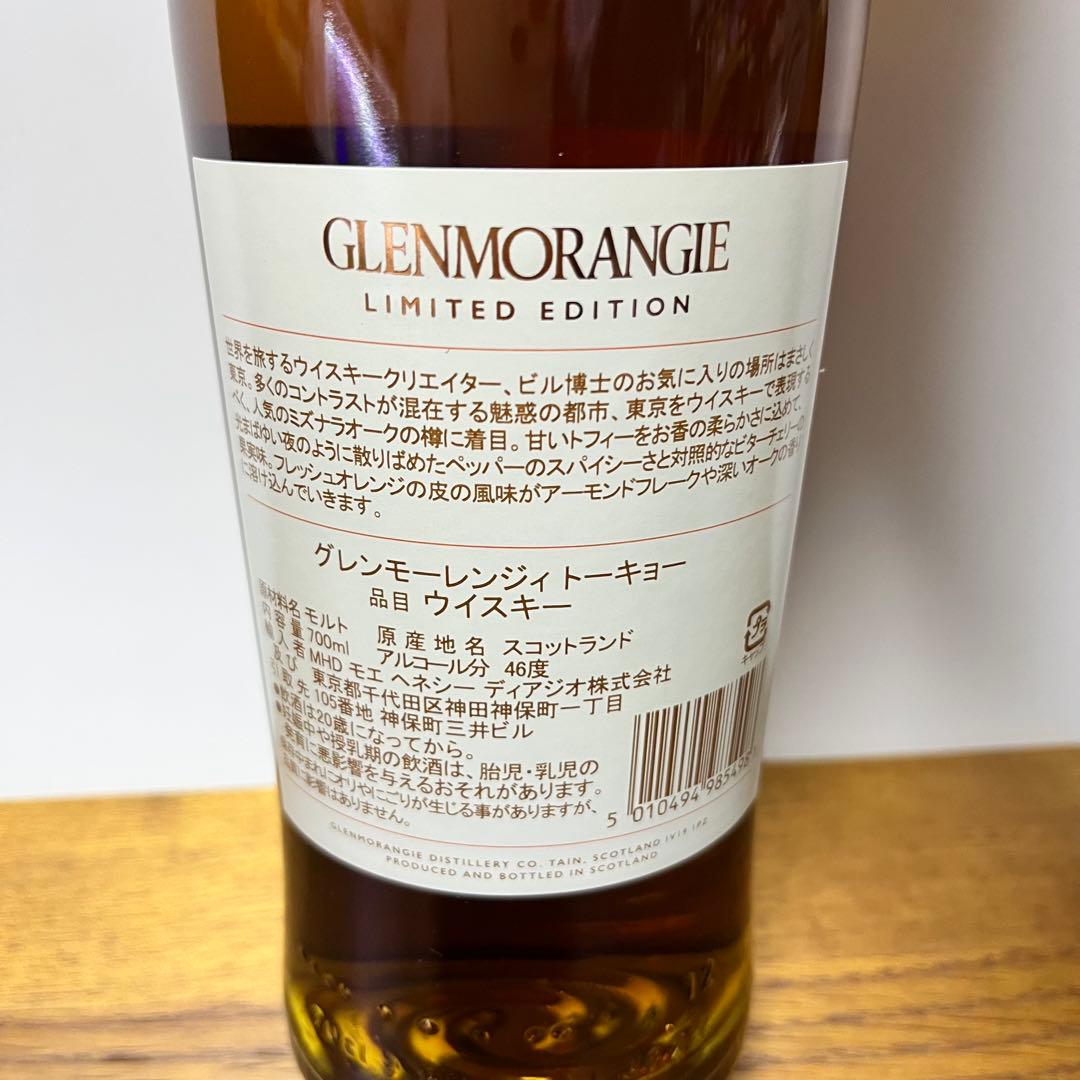 GLENMORANGIE
LIMITED EDITION
世界を旅するウイスキークリエイター、ビル博士のお気に入りの場所はまさしく
東京。多くのコントラストが混在する魅惑の都市、東京をウイスキーで表現する
べく、人気のミズナラオークの樽に着目。甘いトフィーをお香の柔らかさに込めて、
光まばゆい夜のように散りばめたペッパーのスパイシーさと対照的なビターチェリーの
果実味。フレッシュオレンジの皮の風味がアーモンドフレークや深いオークの香り
に溶け込んでいきます。
グレンモーレンジィ トーキョー
品目 ウイスキー
原材料名 モルト 原産地名 スコットランド
内容量 700ml アルコール分 46度
輸入者 MHD モエ ヘネシー ディアジオ株式会社
及び 東京都千代田区神田神保町一丁目
引取先 105番地 神保町三井ビル
●飲酒は20歳になってから。
●妊娠中や授乳期の飲酒は、胎児・乳児の
発育に悪影響を与えるおそれがあります。
まれにオリやにごりが生じる事がありますが、
影響はありません。
プラ
5 010494 98549
GLENMORANGIE DISTILLERY CO. TAIN, SCOTLAND IV19 1PZ
PRODUCED AND BOTTLED IN SCOTLAND